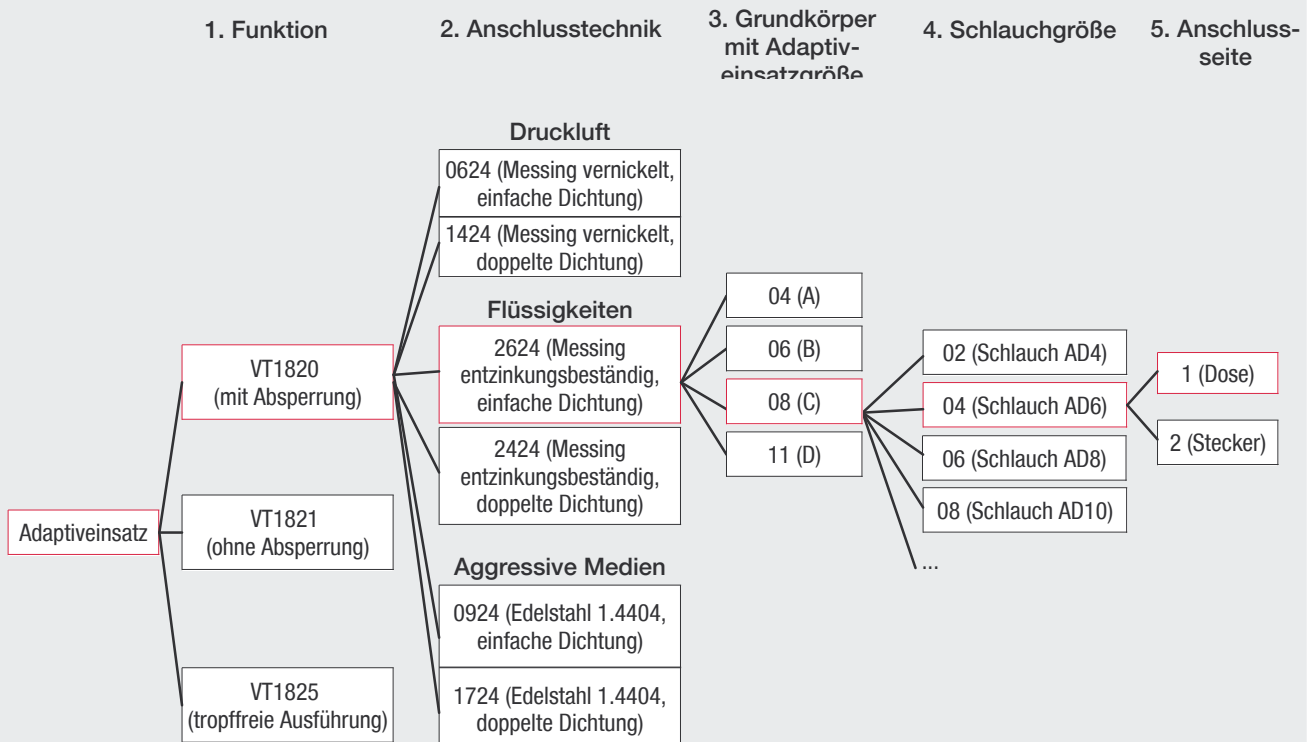 1. Funktion
2. Anschlusstechnik
3. Grundkörper
mit Adaptiv-
einsatzgröße
4. Schlauchgröße
5. Anschluss-
seite
Adaptiveinsatz
VT1820
(mit Absperrung)
VT1821
(ohne Absperrung)
VT1825
(tropffreie Ausführung)
Druckluft
0624 (Messing vernickelt,
einfache Dichtung)
1424 (Messing vernickelt,
doppelte Dichtung)
Flüssigkeiten
2624 (Messing
entzinkungsbeständig,
einfache Dichtung)
2424 (Messing
entzinkungsbeständig,
doppelte Dichtung)
Aggressive Medien
0924 (Edelstahl 1.4404,
einfache Dichtung)
1724 (Edelstahl 1.4404,
doppelte Dichtung)
04 (A)
06 (B)
08 (C)
11 (D)
02 (Schlauch AD4)
04 (Schlauch AD6)
06 (Schlauch AD8)
08 (Schlauch AD10)
...
1 (Dose)
2 (Stecker)